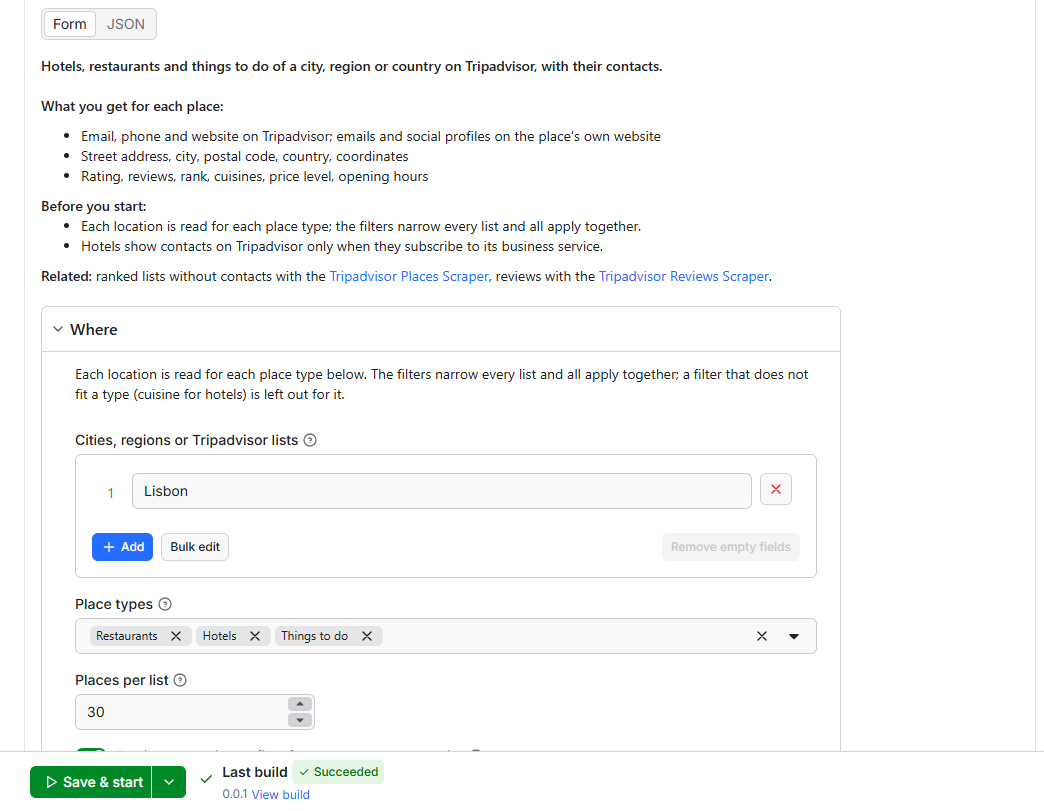 Form JSON
Hotels, restaurants and things to do of a city, region or country on Tripadvisor, with their contacts.
What you get for each place:
Email, phone and website on Tripadvisor; emails and social profiles on the place's own website
Street address, city, postal code, country, coordinates
Rating, reviews, rank, cuisines, price level, opening hours
Before you start:
Each location is read for each place type; the filters narrow every list and all apply together.
Hotels show contacts on Tripadvisor only when they subscribe to its business service.
Related: ranked lists without contacts with the Tripadvisor Places Scraper, reviews with the Tripadvisor Reviews Scraper.
Where
Each location is read for each place type below. The filters narrow every list and all apply together; a filter that does not
fit a type (cuisine for hotels) is left out for it.
Cities, regions or Tripadvisor lists
1 Lisbon
Add Bulk edit Remove empty fields
Place types
Restaurants Hotels Things to do
Places per list
30
Save & start
Last build Succeeded
0.0.1 View build